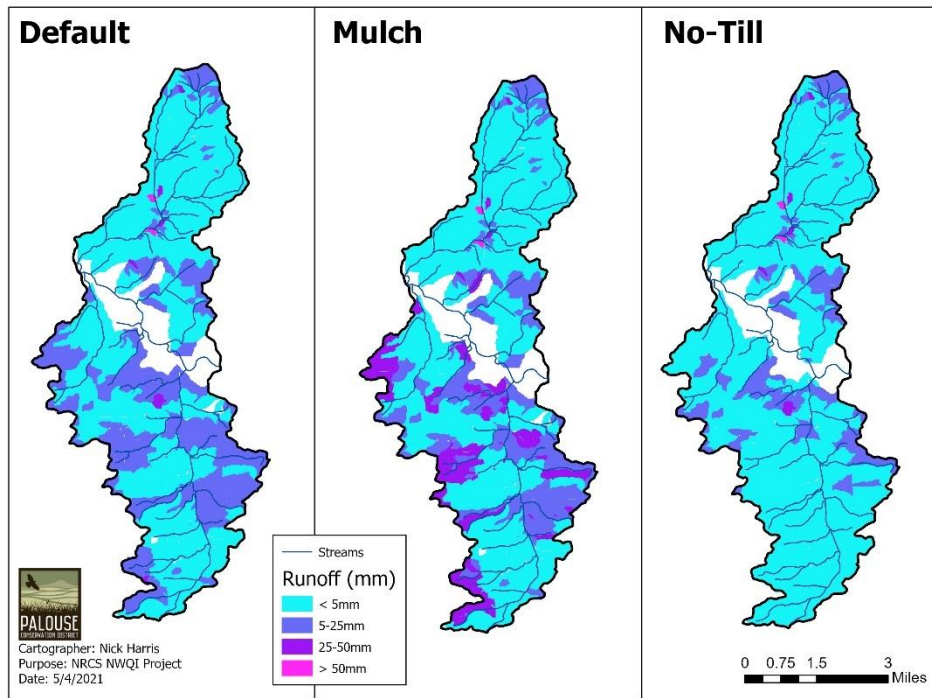 Default
Mulch
No-Till
Streams
Runoff (mm)
< 5mm
5-25mm
25-50mm
> 50mm
PALOUSE
CONSERVATION DISTRICT
Cartographer: Nick Harris
Purpose: NRCS NWQI Project
Date: 5/4/2021
0 0.75 1.5 3
Miles